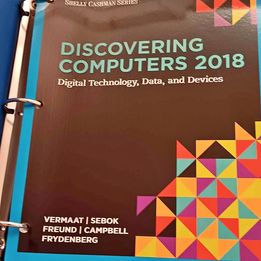 SHELLY CASHMAN SERIES
DISCOVERING
COMPUTERS 2018
Digital Technology, Data, and Devices
VERMAAT | SEBOK
FREUND | CAMPBELL
FRYDENBERG